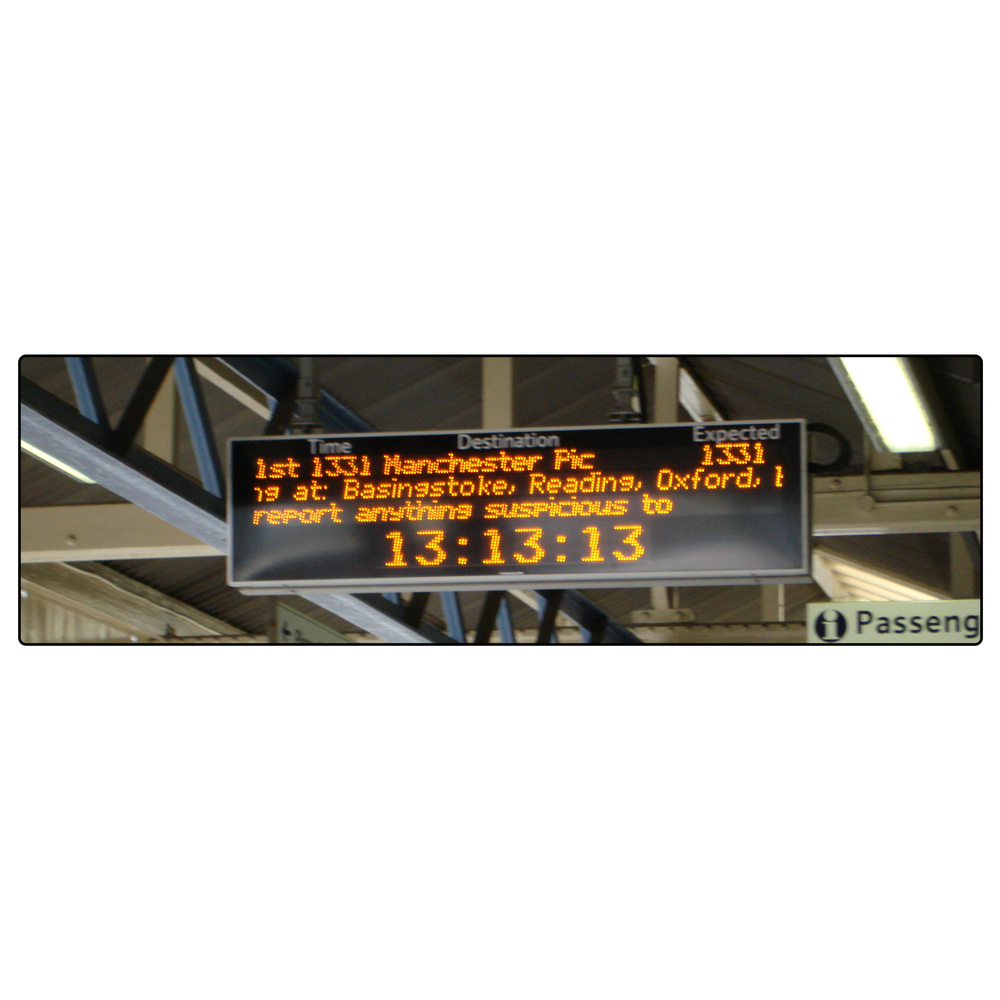 Time Destination Expected
1st 1331 Manchester Pic 1331
ng at: Basingstoke, Reading, Oxford,
report anything suspicious to
13:13:13
i Passeng